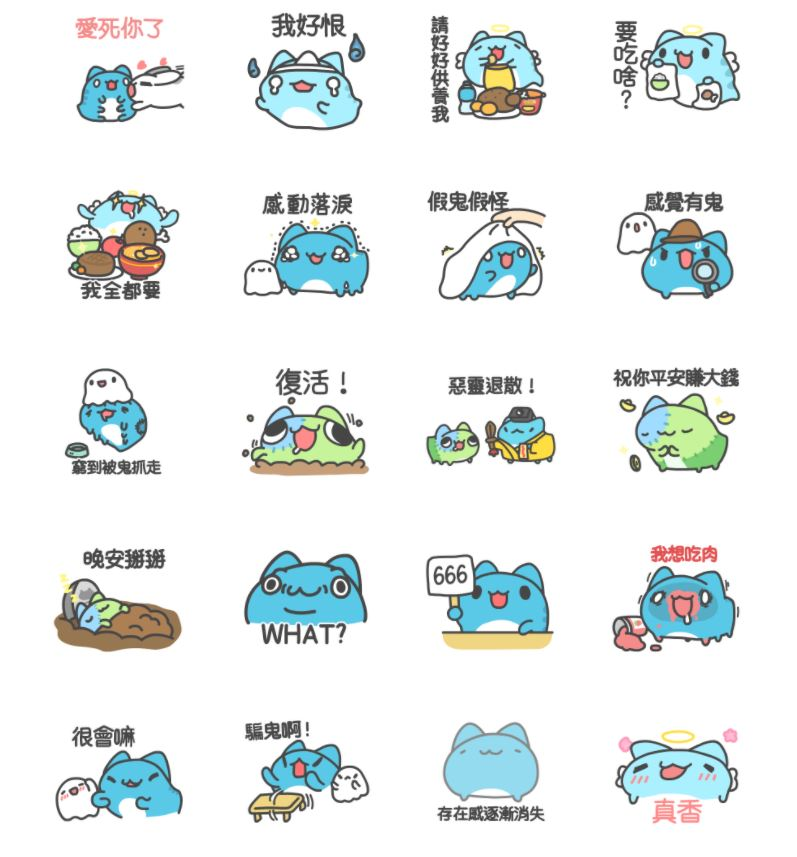 愛死你了
我好恨
請好好供養我
要吃啥?
我全都要
感動落淚
假鬼假怪
感覺有鬼
窮到被鬼抓走
復活！
惡靈退散！
祝你平安賺大錢
晚安掰掰
WHAT?
666
我想吃肉
很會嘛
騙鬼啊！
存在感逐漸消失
真香